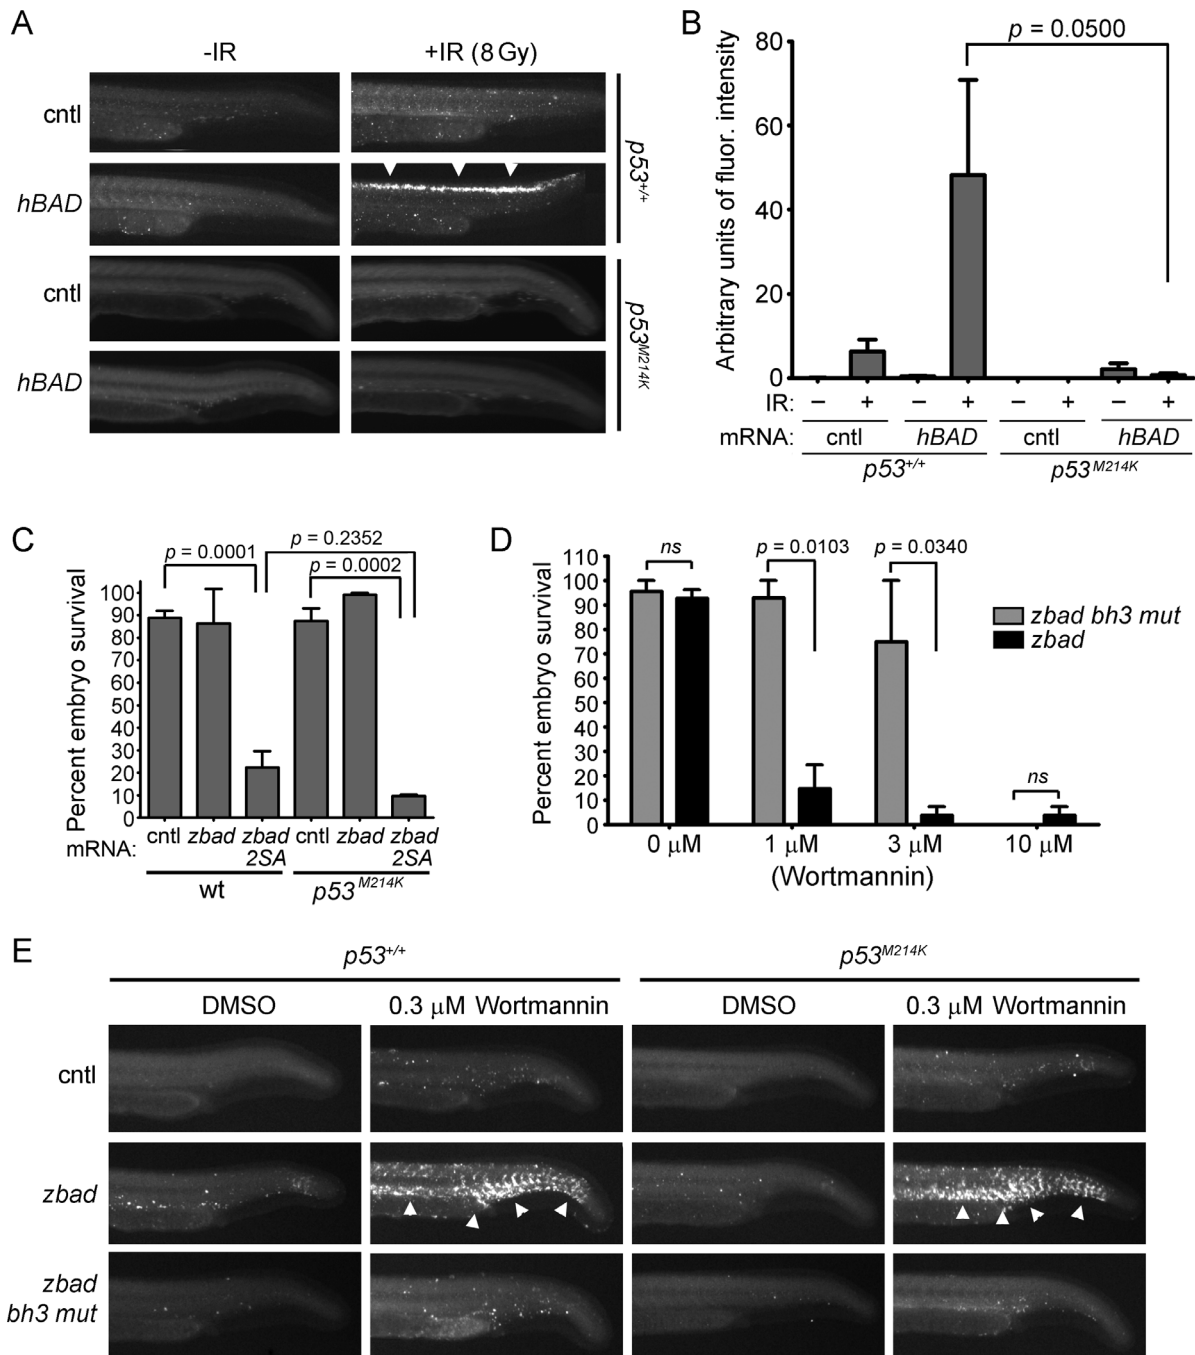 A
-IR
+IR (8 Gy)
cntl
hBAD
cntl
hBAD
p53+/+
p53M214K
B
p = 0.0500
Arbitrary units of fluor. intensity
80
60
40
20
0
IR: − + − + − + − +
mRNA: cntl hBAD cntl hBAD
p53+/+ p53M214K
C
p = 0.0001
p = 0.2352
p = 0.0002
Percent embryo survival
100
90
80
70
60
50
40
30
20
10
0
mRNA: cntl zbad zbad 2SA cntl zbad zbad 2SA
wt p53M214K
D
ns
p = 0.0103
p = 0.0340
ns
Percent embryo survival
110
100
90
80
70
60
50
40
30
20
10
0
zbad bh3 mut
zbad
0 μM 1 μM 3 μM 10 μM
(Wortmannin)
E
p53+/+ p53M214K
DMSO 0.3 μM Wortmannin DMSO 0.3 μM Wortmannin
cntl
zbad
zbad
bh3 mut